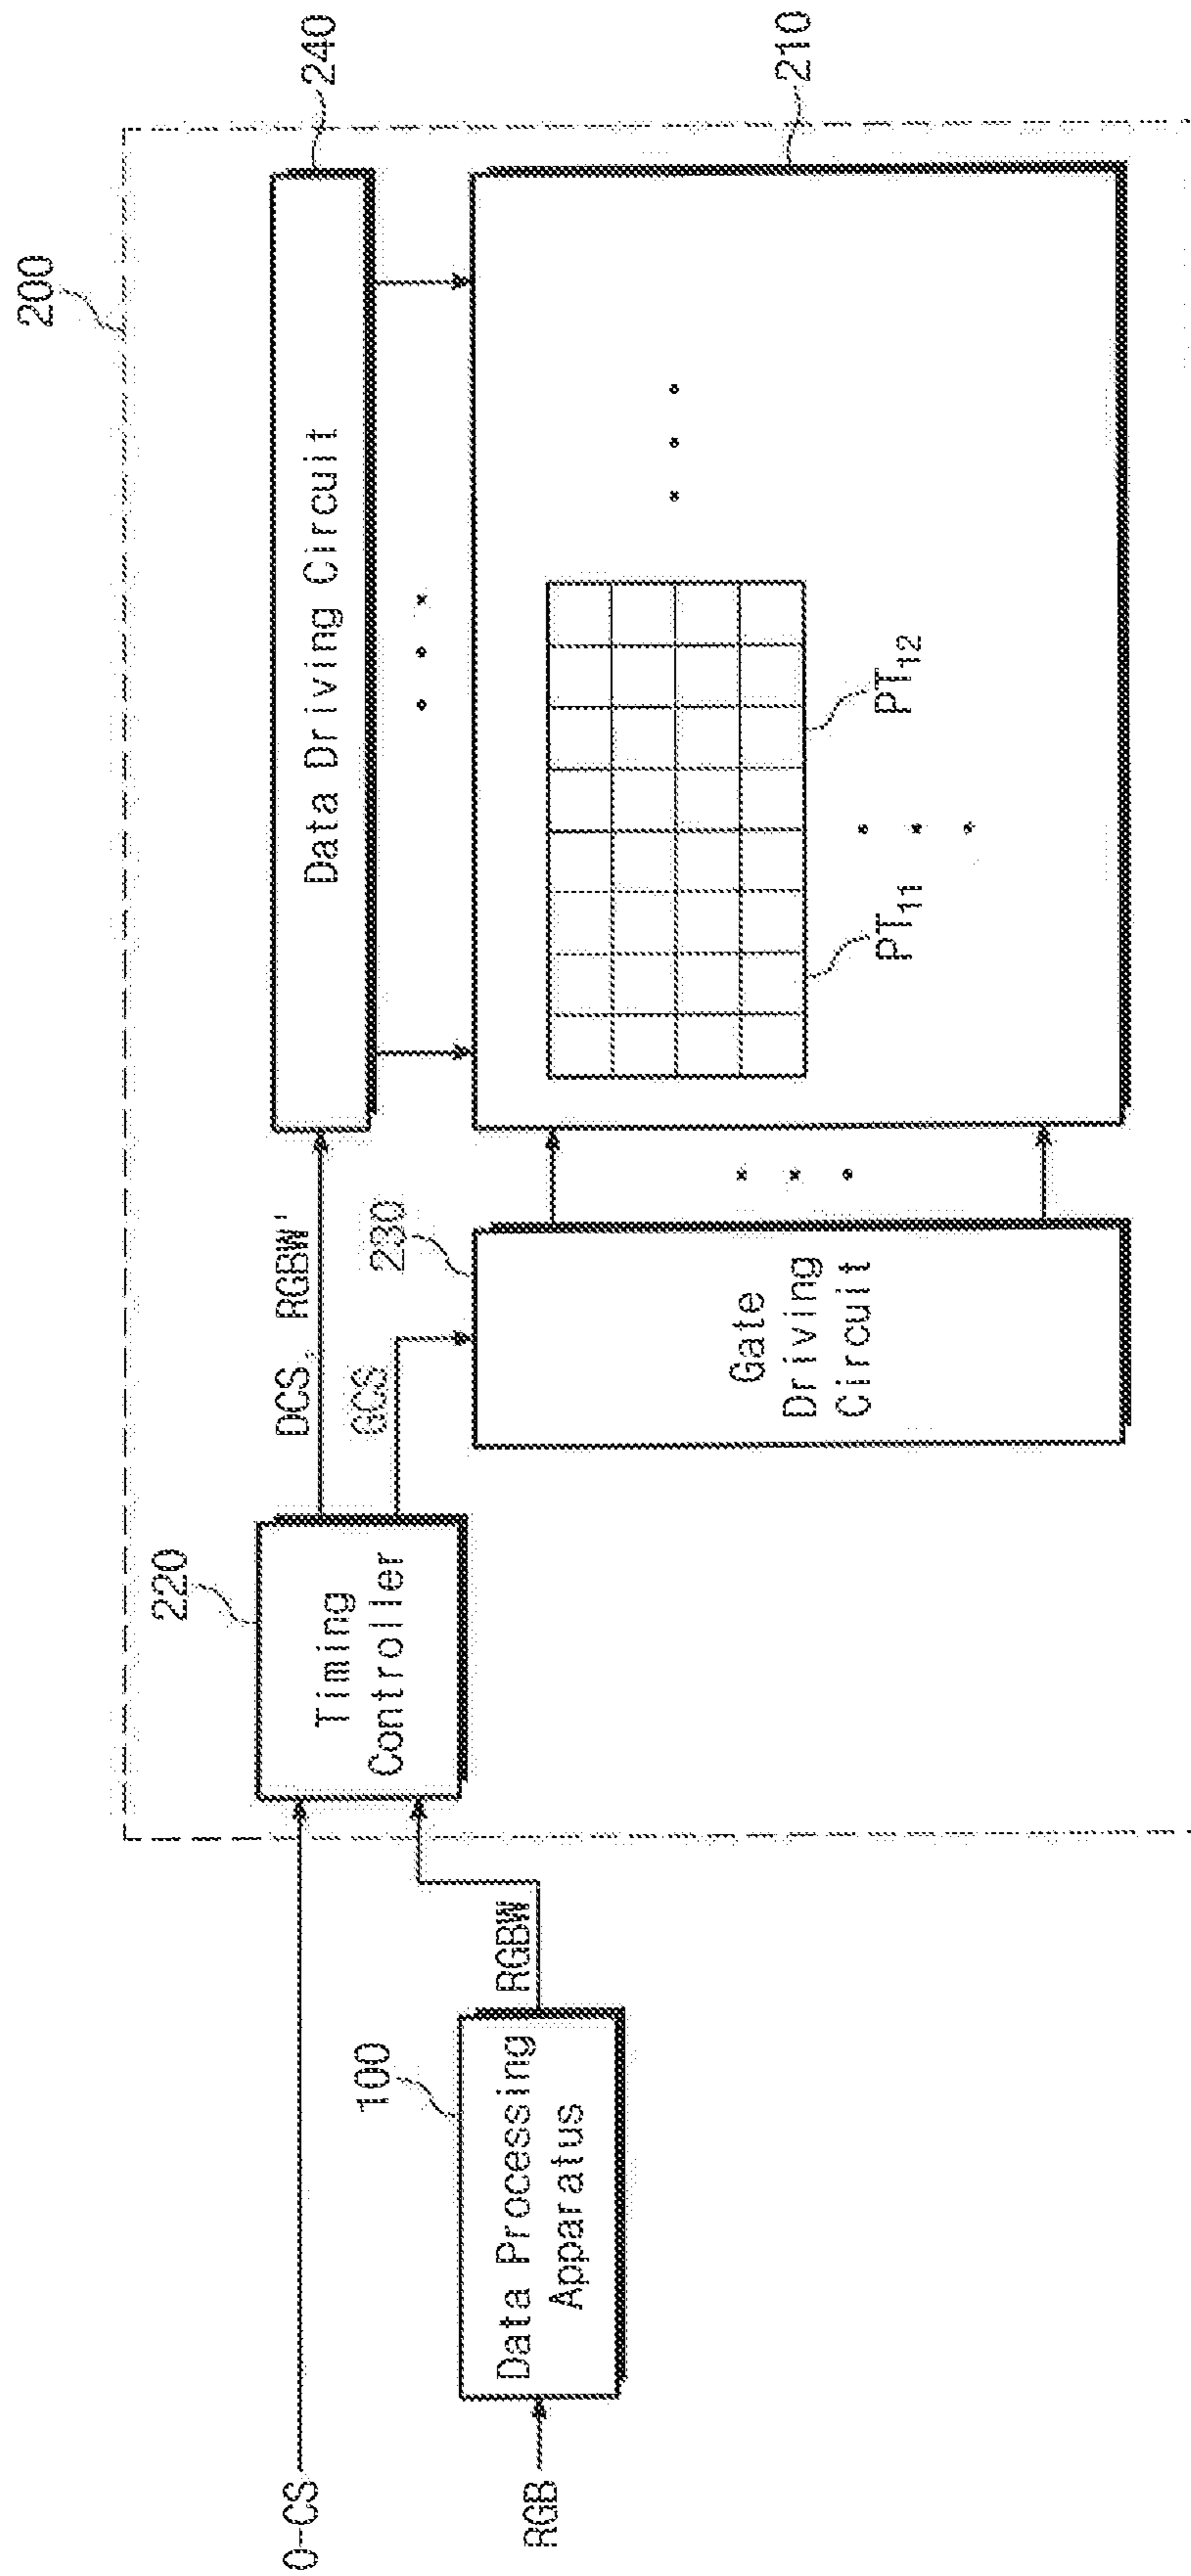 200
240
Data Driving Circuit
210
PT11
PT12
DCS, RGBW'
GCS
230
Gate
Driving
Circuit
220
Timing
Controller
O-CS
RGBW
100
Data Processing
Apparatus
RGB